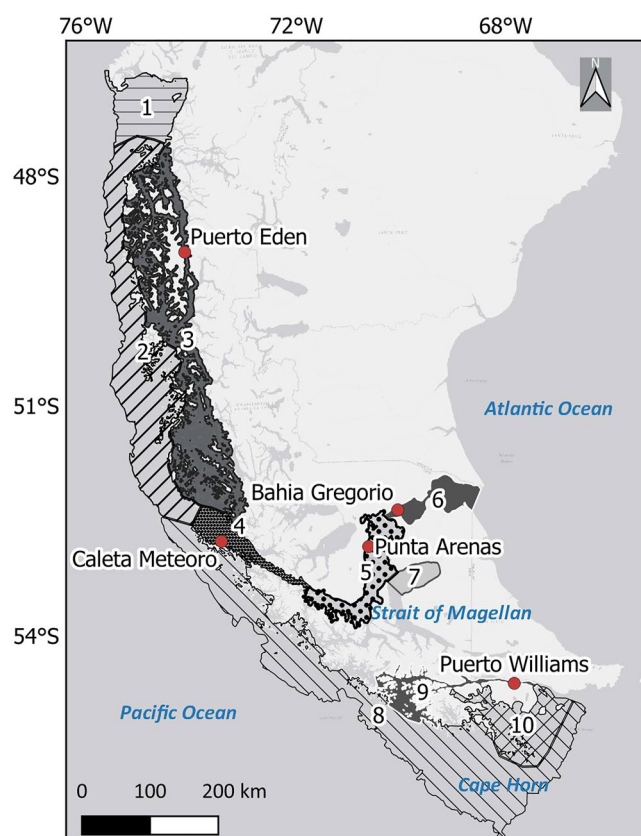 76°W 72°W 68°W
N
1
48°S
Puerto Eden
3
2
51°S
Atlantic Ocean
Bahia Gregorio
6
4
Punta Arenas
Caleta Meteoro
5
7
Strait of Magellan
54°S
Puerto Williams
9
8
10
Pacific Ocean
Cape Horn
0 100 200 km